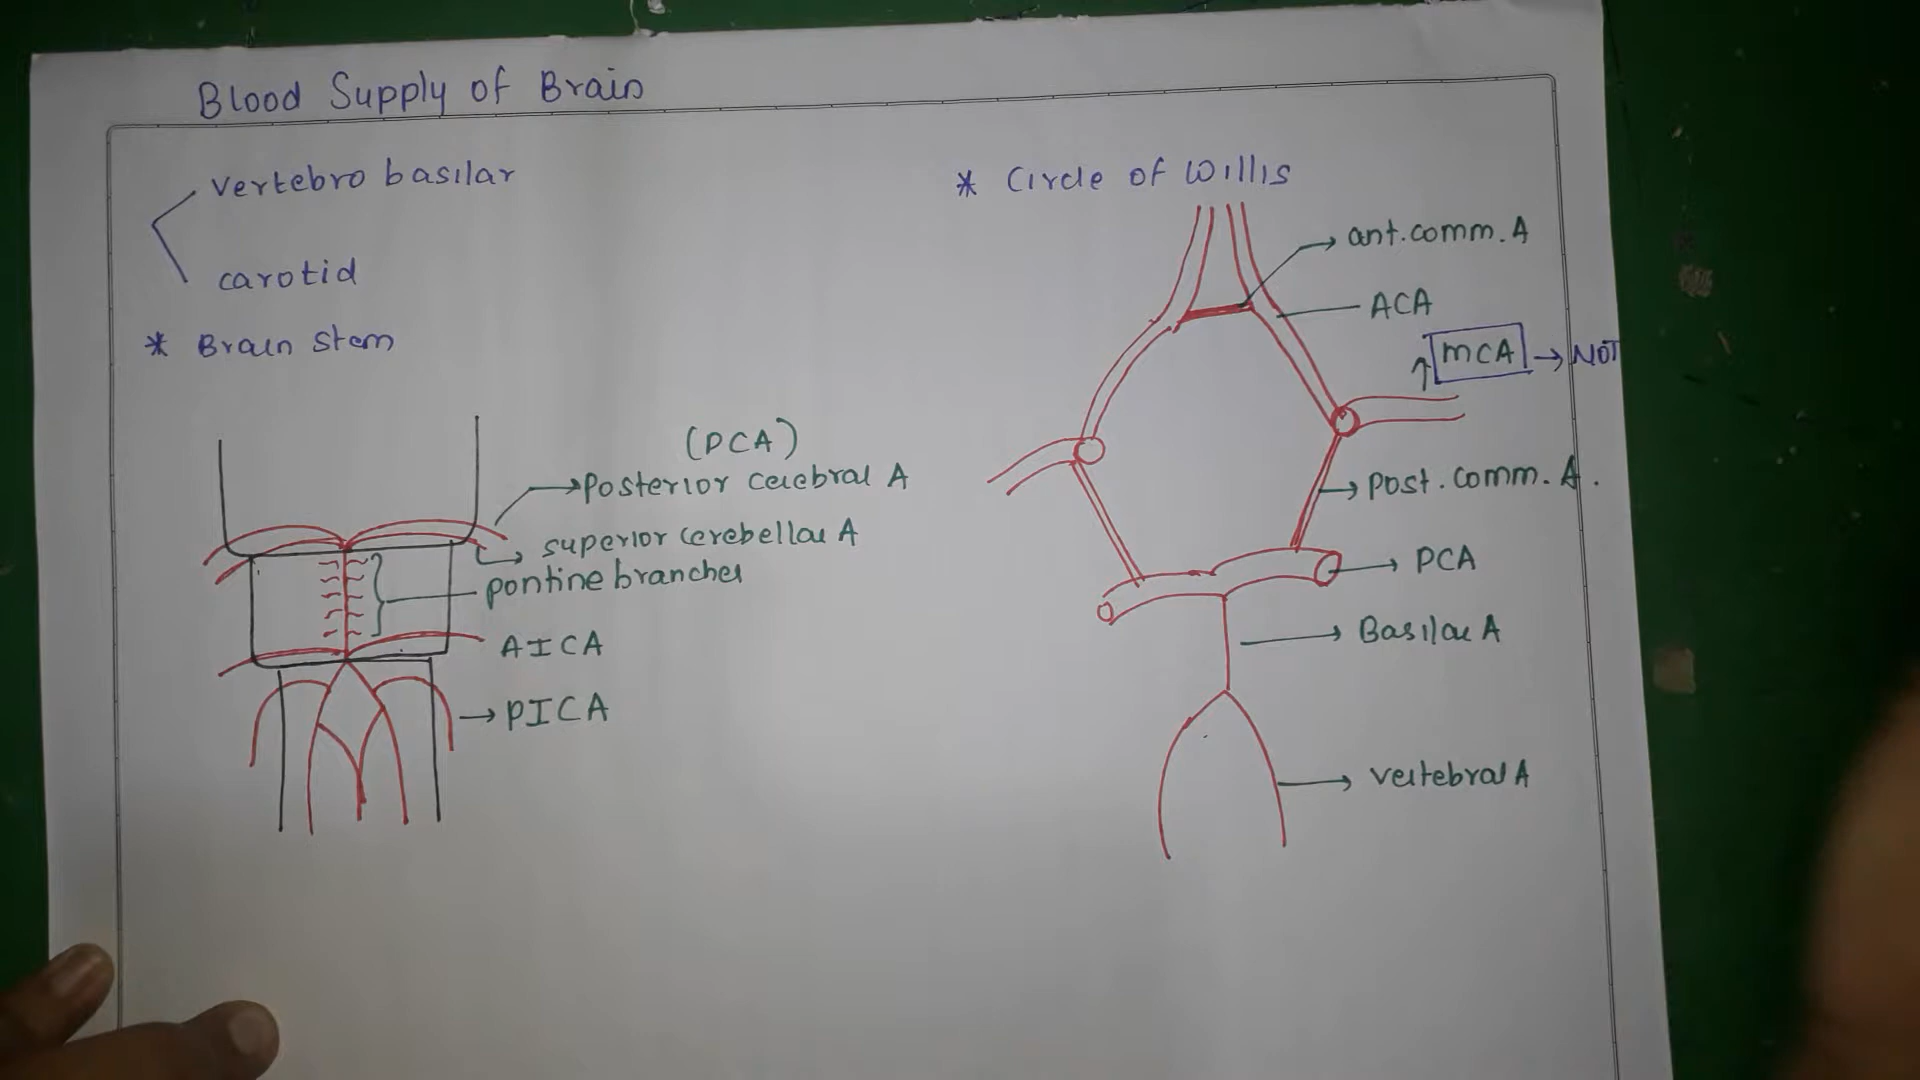 Blood Supply of Brain
vertebro basilar
carotid
* Brain stem
(PCA)
Posterior cerebral A
superior cerebellar A
pontine branches
AICA
PICA
* Circle of Willis
ant. comm. A
ACA
MCA → NOT
post. comm. A.
PCA
Basilar A
vertebral A